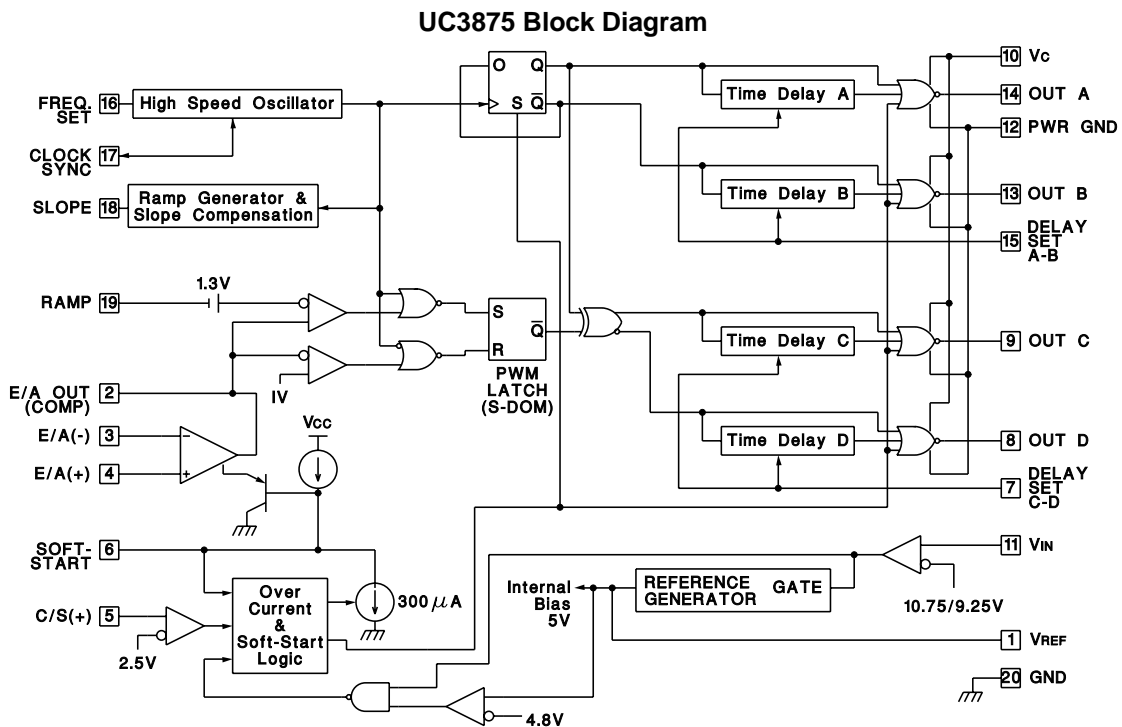 UC3875 Block Diagram
FREQ.
SET
16
High Speed Oscillator
CLOCK
SYNC
17
SLOPE
18
Ramp Generator &
Slope Compensation
O
Q
S
Q̅
Time Delay A
10
Vc
14
OUT A
12
PWR GND
Time Delay B
13
OUT B
15
DELAY
SET
A-B
RAMP
19
1.3V
S
R
Q̅
PWM
LATCH
(S-DOM)
1V
Time Delay C
9
OUT C
E/A OUT
(COMP)
2
E/A(-)
3
−
E/A(+)
4
+
Vcc
Time Delay D
8
OUT D
7
DELAY
SET
C-D
SOFT-
START
6
C/S(+)
5
2.5V
Over
Current
&
Soft-Start
Logic
300μA
Internal
Bias
5V
REFERENCE
GENERATOR
GATE
11
VIN
10.75/9.25V
1
VREF
20
GND
4.8V